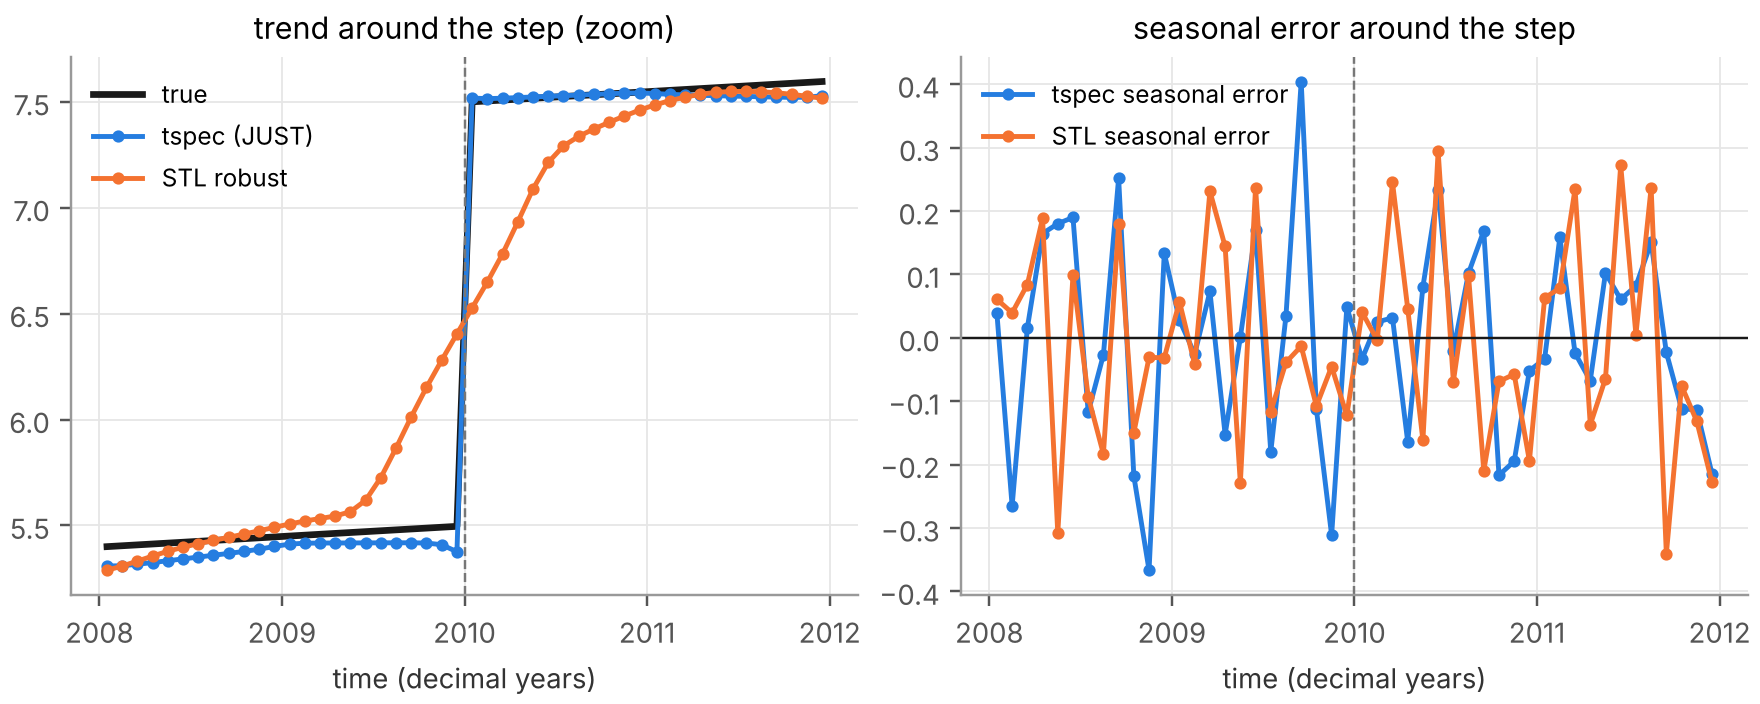 trend around the step (zoom)
true
tspec (JUST)
STL robust
7.5
7.0
6.5
6.0
5.5
2008
2009
2010
2011
2012
time (decimal years)
seasonal error around the step
tspec seasonal error
STL seasonal error
0.4
0.3
0.2
0.1
0.0
−0.1
−0.2
−0.3
−0.4
2008
2009
2010
2011
2012
time (decimal years)